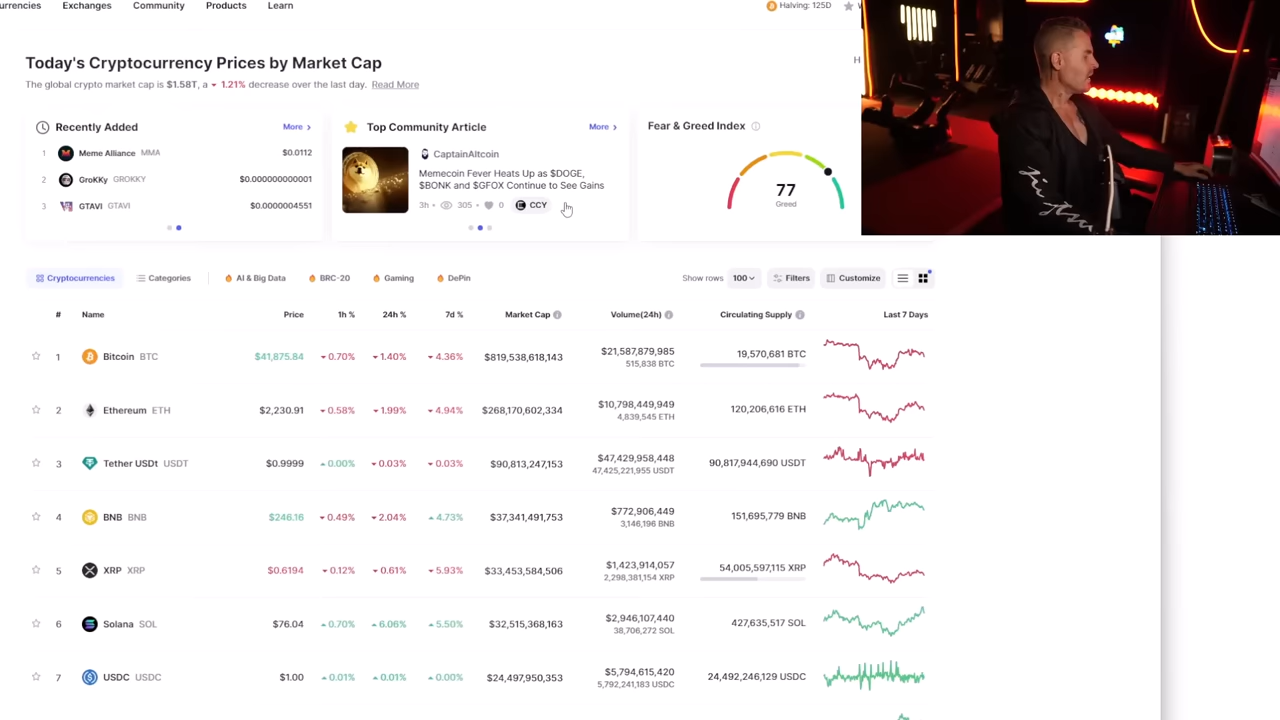 urrencies Exchanges Community Products Learn Halving: 125D
Today's Cryptocurrency Prices by Market Cap
The global crypto market cap is $1.58T, a 1.21% decrease over the last day. Read More
Recently Added More
1 Meme Alliance MMA $0.0112
2 GroKKy GROKKY $0.000000000001
3 GTAVI GTAVI $0.0000004551
Top Community Article More
CaptainAltcoin
Memecoin Fever Heats Up as $DOGE,
$BONK and $GFOX Continue to See Gains
3h • 305 • 0 CCY
Fear & Greed Index
77
Greed
Cryptocurrencies Categories AI & Big Data BRC-20 Gaming DePin Show rows 100 Filters Customize
# Name Price 1h % 24h % 7d % Market Cap Volume(24h) Circulating Supply Last 7 Days
1 Bitcoin BTC $41,875.84 0.70% 1.40% 4.36% $819,538,618,143 $21,587,879,985 19,570,681 BTC
515,838 BTC
2 Ethereum ETH $2,230.91 0.58% 1.99% 4.94% $268,170,602,334 $10,798,449,949 120,206,616 ETH
4,839,545 ETH
3 Tether USDt USDT $0.9999 0.00% 0.03% 0.03% $90,813,247,153 $47,429,958,448 90,817,944,690 USDT
47,425,221,955 USDT
4 BNB BNB $246.16 0.49% 2.04% 4.73% $37,341,491,753 $772,906,449 151,695,779 BNB
3,146,196 BNB
5 XRP XRP $0.6194 0.12% 0.61% 5.93% $33,453,584,506 $1,423,914,057 54,005,597,115 XRP
2,298,381,154 XRP
6 Solana SOL $76.04 0.70% 6.06% 5.50% $32,515,368,163 $2,946,107,440 427,635,517 SOL
38,706,272 SOL
7 USDC USDC $1.00 0.01% 0.01% 0.00% $24,497,950,353 $5,794,615,420 24,492,246,129 USDC
5,792,241,183 USDC